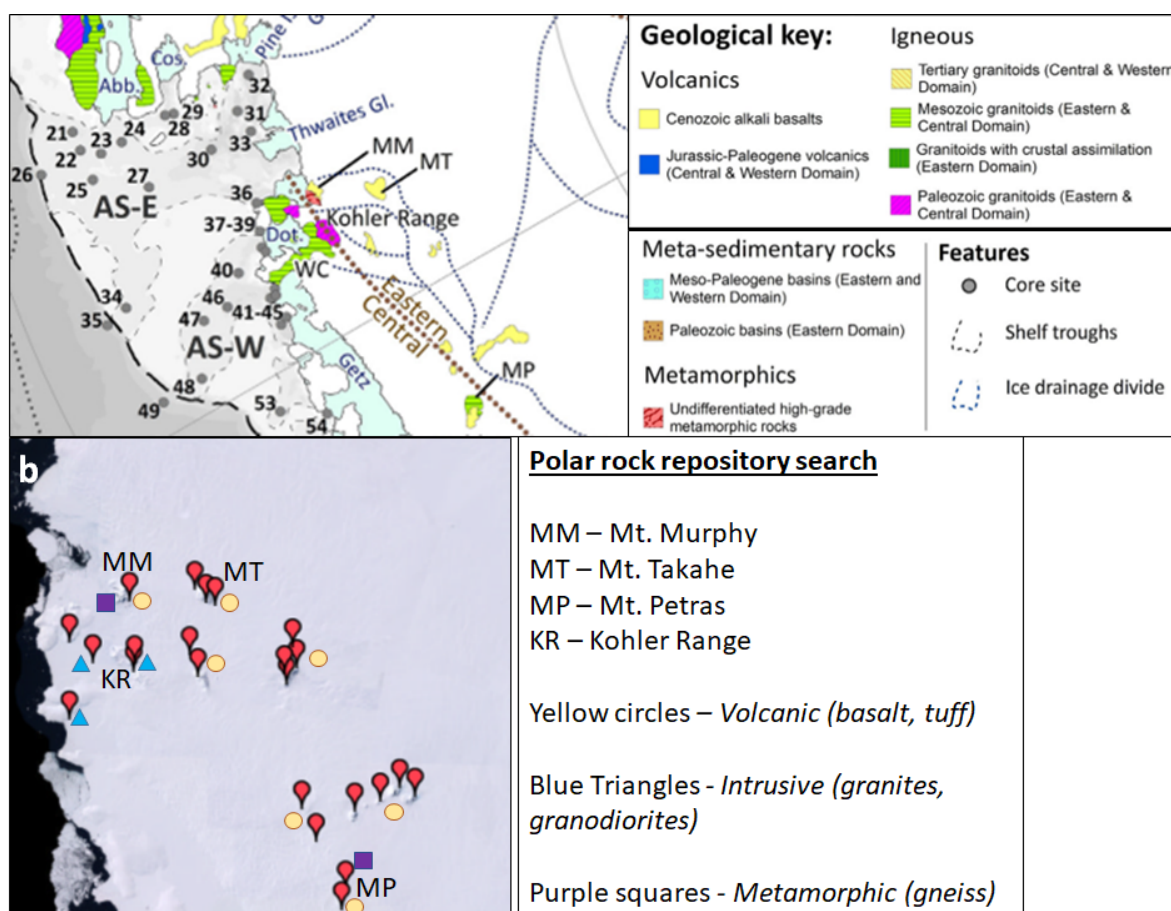 Abb.
Cos.
Pine I.
G
Thwaites Gl.
32
31
29
28
24
23
21
22
33
30
26
25
27
AS-E
MM
MT
36
Kohler Range
37-39
Dot.
WC
40
Eastern
Central
34
35
46
47
41-45
AS-W
Getz
MP
48
49
53
54
Geological key:
Volcanics
Cenozoic alkali basalts
Jurassic-Paleogene volcanics
(Central & Western Domain)
Igneous
Tertiary granitoids (Central & Western
Domain)
Mesozoic granitoids (Eastern &
Central Domain)
Granitoids with crustal assimilation
(Eastern Domain)
Paleozoic granitoids (Eastern &
Central Domain)
Meta-sedimentary rocks
Meso-Paleogene basins (Eastern and
Western Domain)
Paleozoic basins (Eastern Domain)
Metamorphics
Undifferentiated high-grade
metamorphic rocks
Features
Core site
Shelf troughs
Ice drainage divide
b
MM
MT
KR
MP
Polar rock repository search
MM – Mt. Murphy
MT – Mt. Takahe
MP – Mt. Petras
KR – Kohler Range
Yellow circles – Volcanic (basalt, tuff)
Blue Triangles - Intrusive (granites,
granodiorites)
Purple squares - Metamorphic (gneiss)